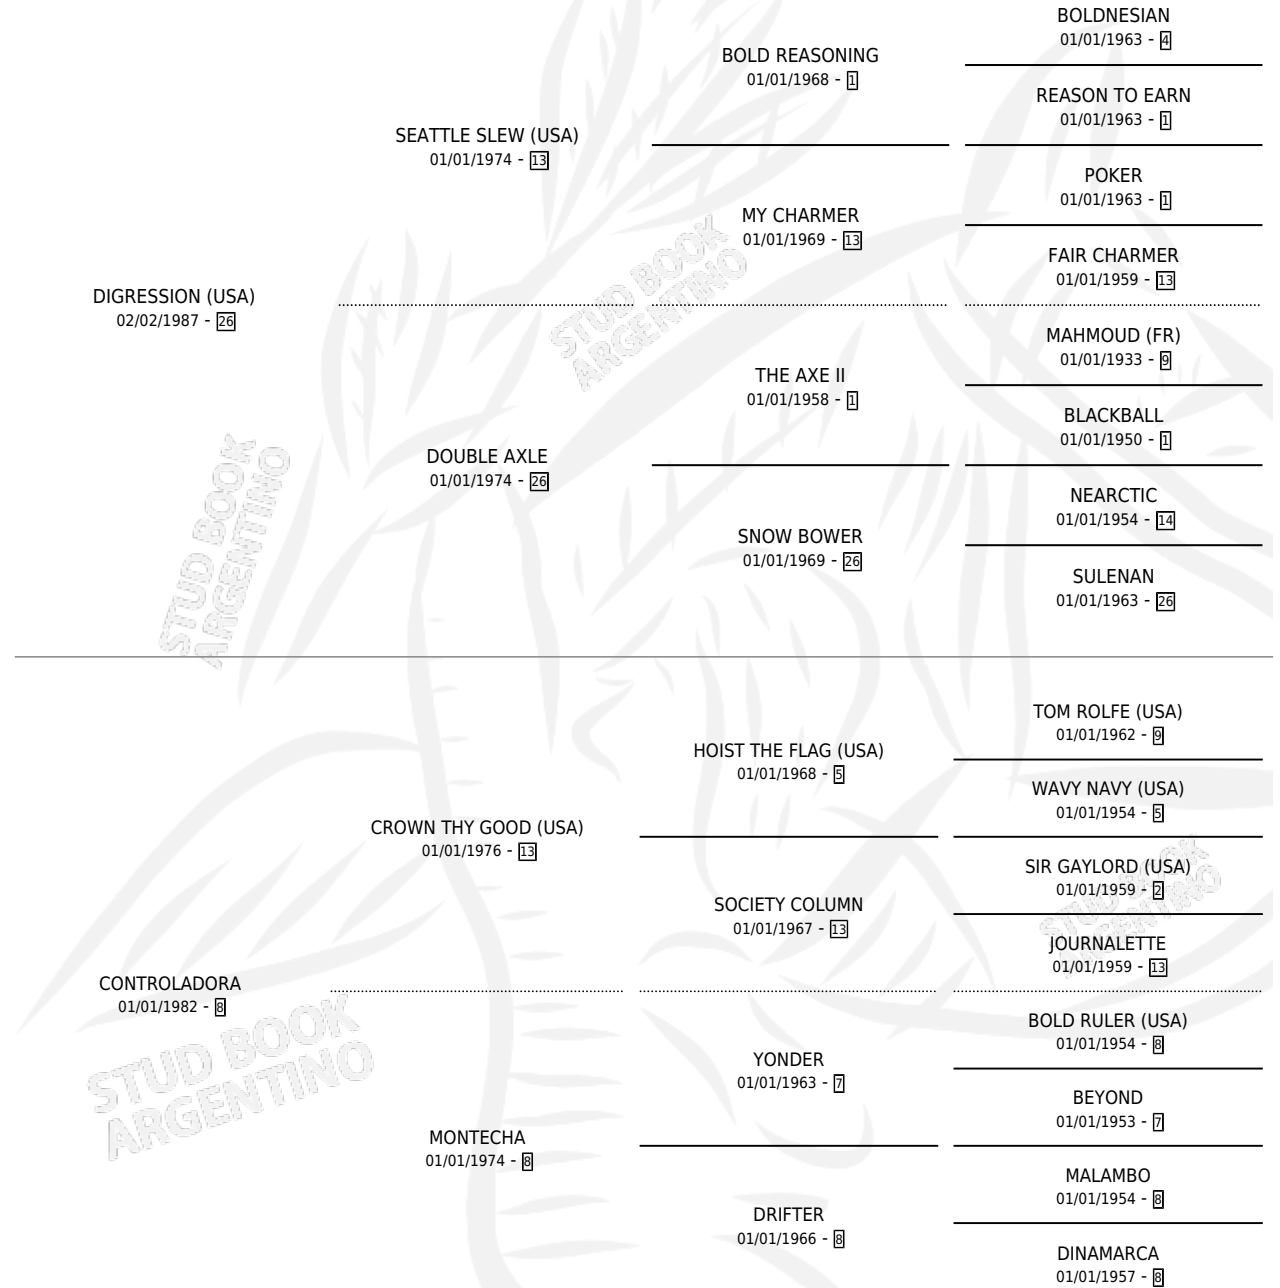 BOLDNESIAN
01/01/1963 - 4
BOLD REASONING
01/01/1968 - 1
REASON TO EARN
01/01/1963 - 1
SEATTLE SLEW (USA)
01/01/1974 - 13
POKER
01/01/1963 - 1
MY CHARMER
01/01/1969 - 13
FAIR CHARMER
01/01/1959 - 13
DIGRESSION (USA)
02/02/1987 - 26
MAHMOUD (FR)
01/01/1933 - 9
THE AXE II
01/01/1958 - 1
BLACKBALL
01/01/1950 - 1
DOUBLE AXLE
01/01/1974 - 26
NEARCTIC
01/01/1954 - 14
SNOW BOWER
01/01/1969 - 26
SULENAN
01/01/1963 - 26
TOM ROLFE (USA)
01/01/1962 - 9
HOIST THE FLAG (USA)
01/01/1968 - 5
WAVY NAVY (USA)
01/01/1954 - 5
CROWN THY GOOD (USA)
01/01/1976 - 13
SIR GAYLORD (USA)
01/01/1959 - 2
SOCIETY COLUMN
01/01/1967 - 13
JOURNALETTE
01/01/1959 - 13
CONTROLADORA
01/01/1982 - 8
BOLD RULER (USA)
01/01/1954 - 8
YONDER
01/01/1963 - 7
BEYOND
01/01/1953 - 7
MONTECHA
01/01/1974 - 8
MALAMBO
01/01/1954 - 8
DRIFTER
01/01/1966 - 8
DINAMARCA
01/01/1957 - 8
STUD BOOK
ARGENTINO
STUD BOOK
ARGENTINO
STUD BOOK
ARGENTINO
STUD BOOK
ARGENTINO